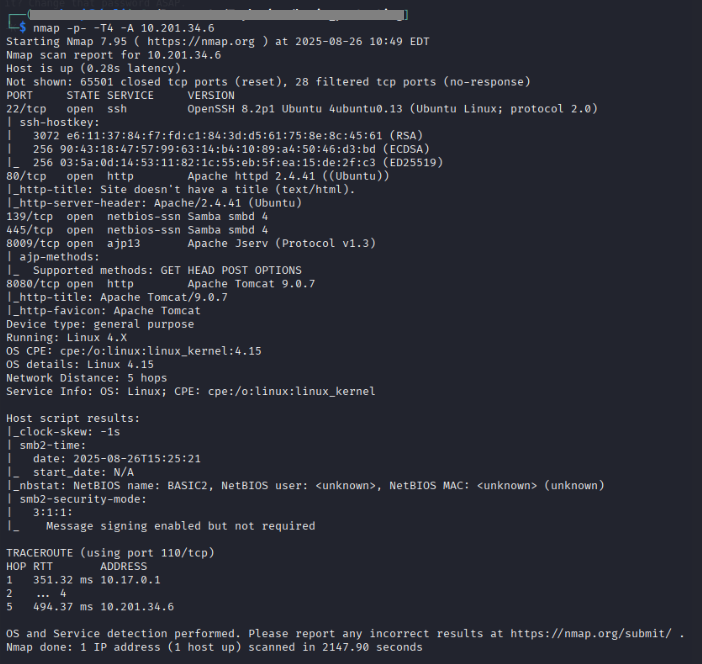 $ nmap -p- -T4 -A 10.201.34.6
Starting Nmap 7.95 ( https://nmap.org ) at 2025-08-26 10:49 EDT
Nmap scan report for 10.201.34.6
Host is up (0.28s latency).
Not shown: 65501 closed tcp ports (reset), 28 filtered tcp ports (no-response)
PORT     STATE SERVICE     VERSION
22/tcp   open  ssh         OpenSSH 8.2p1 Ubuntu 4ubuntu0.13 (Ubuntu Linux; protocol 2.0)
| ssh-hostkey:
|   3072 e6:11:37:84:f7:fd:c1:84:3d:d5:61:75:8e:8c:45:61 (RSA)
|   256 90:43:18:47:57:99:63:14:b4:10:89:a4:50:46:d3:bd (ECDSA)
|_  256 03:5a:0d:14:53:11:82:1c:55:eb:5f:ea:15:de:2f:c3 (ED25519)
80/tcp   open  http        Apache httpd 2.4.41 ((Ubuntu))
|_http-title: Site doesn't have a title (text/html).
|_http-server-header: Apache/2.4.41 (Ubuntu)
139/tcp  open  netbios-ssn Samba smbd 4
445/tcp  open  netbios-ssn Samba smbd 4
8009/tcp open  ajp13       Apache Jserv (Protocol v1.3)
| ajp-methods:
|_  Supported methods: GET HEAD POST OPTIONS
8080/tcp open  http        Apache Tomcat 9.0.7
|_http-title: Apache Tomcat/9.0.7
|_http-favicon: Apache Tomcat
Device type: general purpose
Running: Linux 4.X
OS CPE: cpe:/o:linux:linux_kernel:4.15
OS details: Linux 4.15
Network Distance: 5 hops
Service Info: OS: Linux; CPE: cpe:/o:linux:linux_kernel
Host script results:
|_clock-skew: -1s
| smb2-time:
|   date: 2025-08-26T15:25:21
|_  start_date: N/A
|_nbstat: NetBIOS name: BASIC2, NetBIOS user: <unknown>, NetBIOS MAC: <unknown> (unknown)
| smb2-security-mode:
|   3:1:1:
|_    Message signing enabled but not required
TRACEROUTE (using port 110/tcp)
HOP RTT       ADDRESS
1   351.32 ms 10.17.0.1
2   ... 4
5   494.37 ms 10.201.34.6
OS and Service detection performed. Please report any incorrect results at https://nmap.org/submit/ .
Nmap done: 1 IP address (1 host up) scanned in 2147.90 seconds